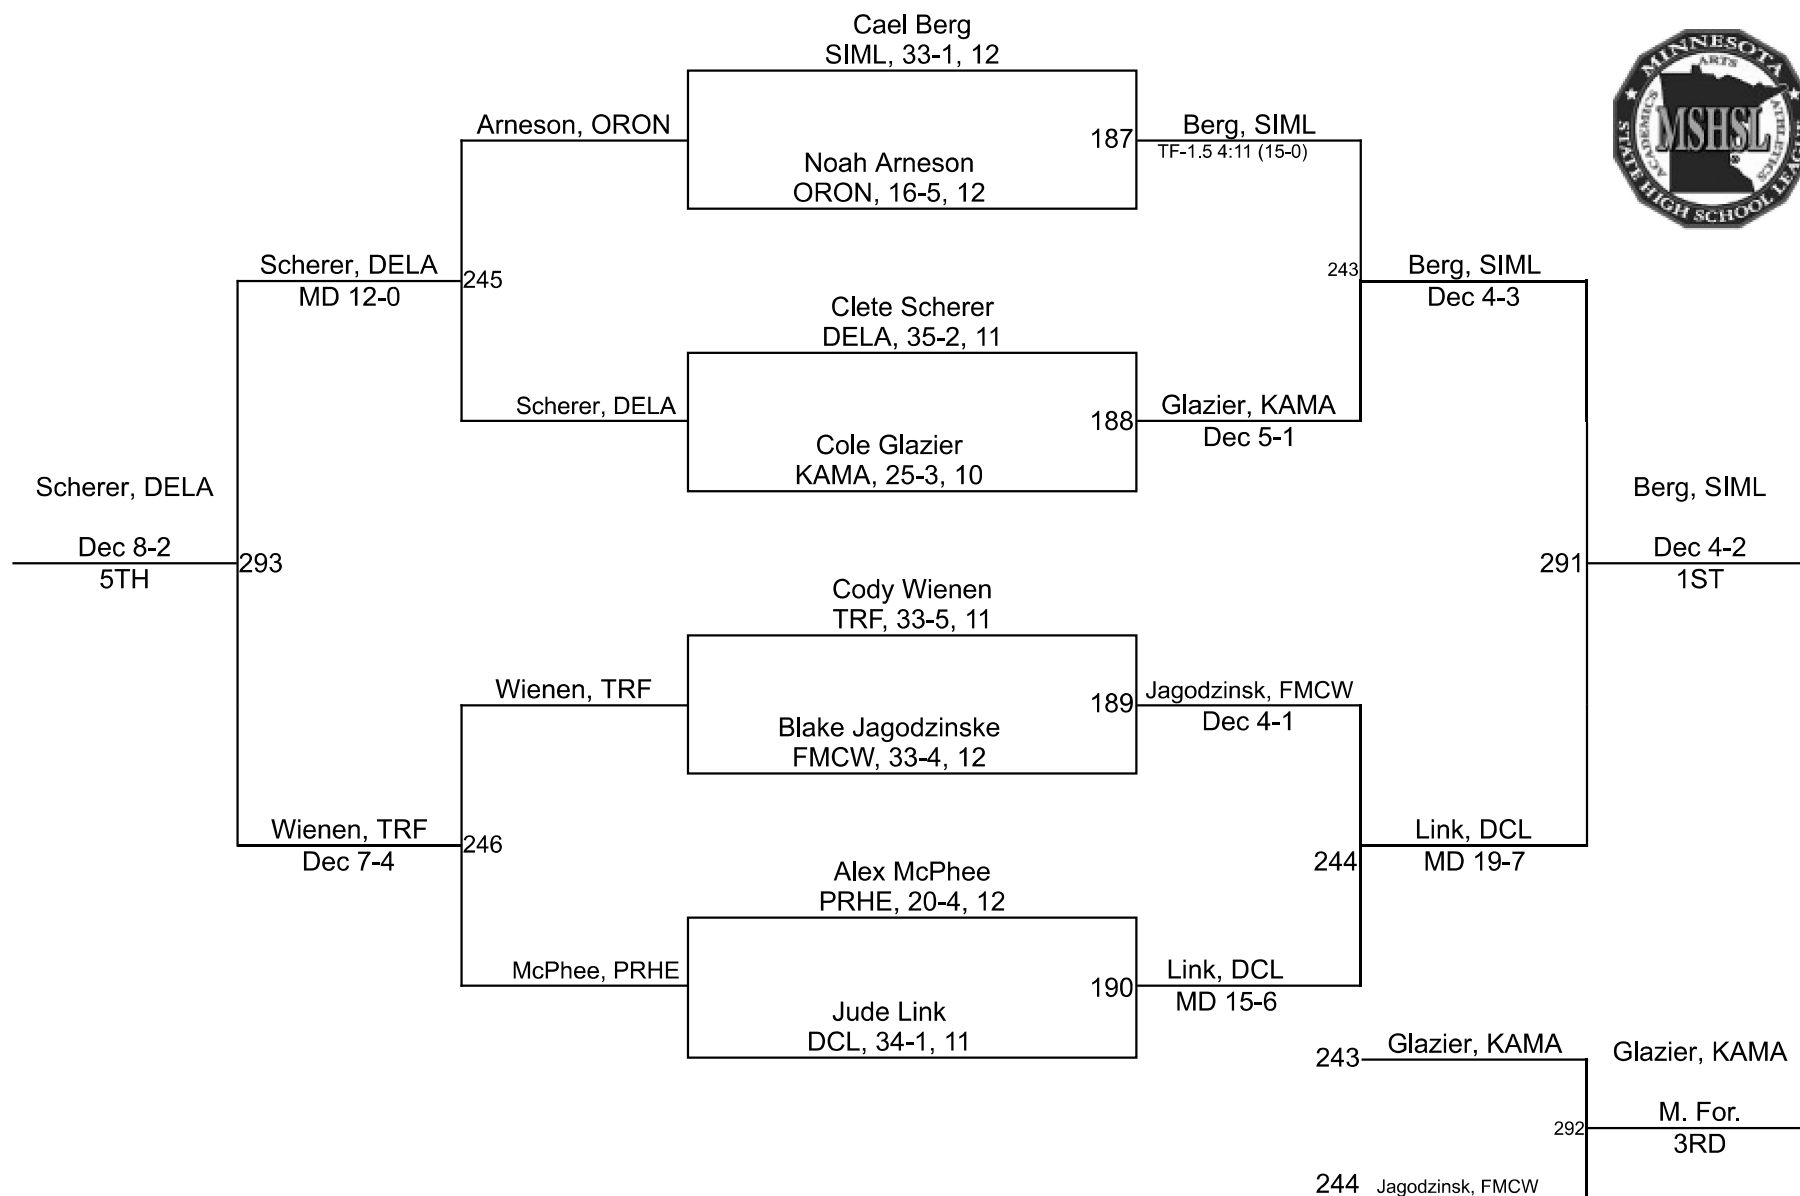 Cael Berg
SIML, 33-1, 12
MINNESOTA
ARTS
ACADEMICS
ATHLETICS
MSHSL
STATE HIGH SCHOOL LEAGUE
Arneson, ORON
187
Berg, SIML
TF-1.5 4:11 (15-0)
Noah Arneson
ORON, 16-5, 12
Scherer, DELA
MD 12-0
245
243
Berg, SIML
Dec 4-3
Clete Scherer
DELA, 35-2, 11
Scherer, DELA
188
Glazier, KAMA
Dec 5-1
Cole Glazier
KAMA, 25-3, 10
Scherer, DELA
Dec 8-2
5TH
293
Berg, SIML
291
Dec 4-2
1ST
Cody Wienen
TRF, 33-5, 11
Wienen, TRF
189
Jagodzinsk, FMCW
Dec 4-1
Blake Jagodzinske
FMCW, 33-4, 12
Wienen, TRF
Dec 7-4
246
244
Link, DCL
MD 19-7
Alex McPhee
PRHE, 20-4, 12
McPhee, PRHE
190
Link, DCL
MD 15-6
Jude Link
DCL, 34-1, 11
243
Glazier, KAMA
Glazier, KAMA
292
M. For.
3RD
244
Jagodzinsk, FMCW